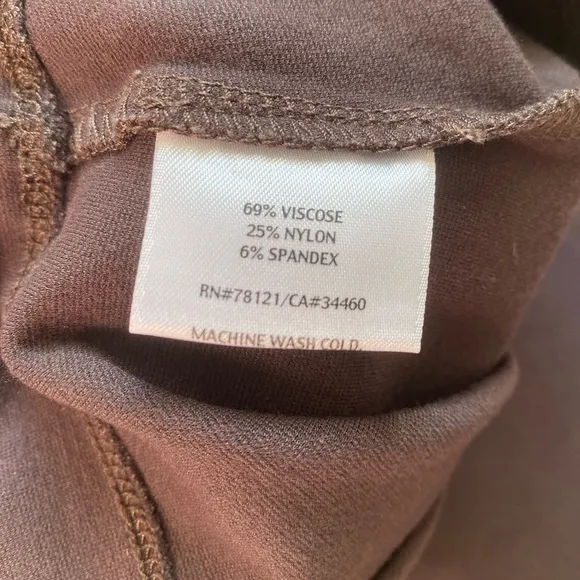 69% VISCOSE
25% NYLON
6% SPANDEX
RN#78121/CA#34460
MACHINE WASH COLD.